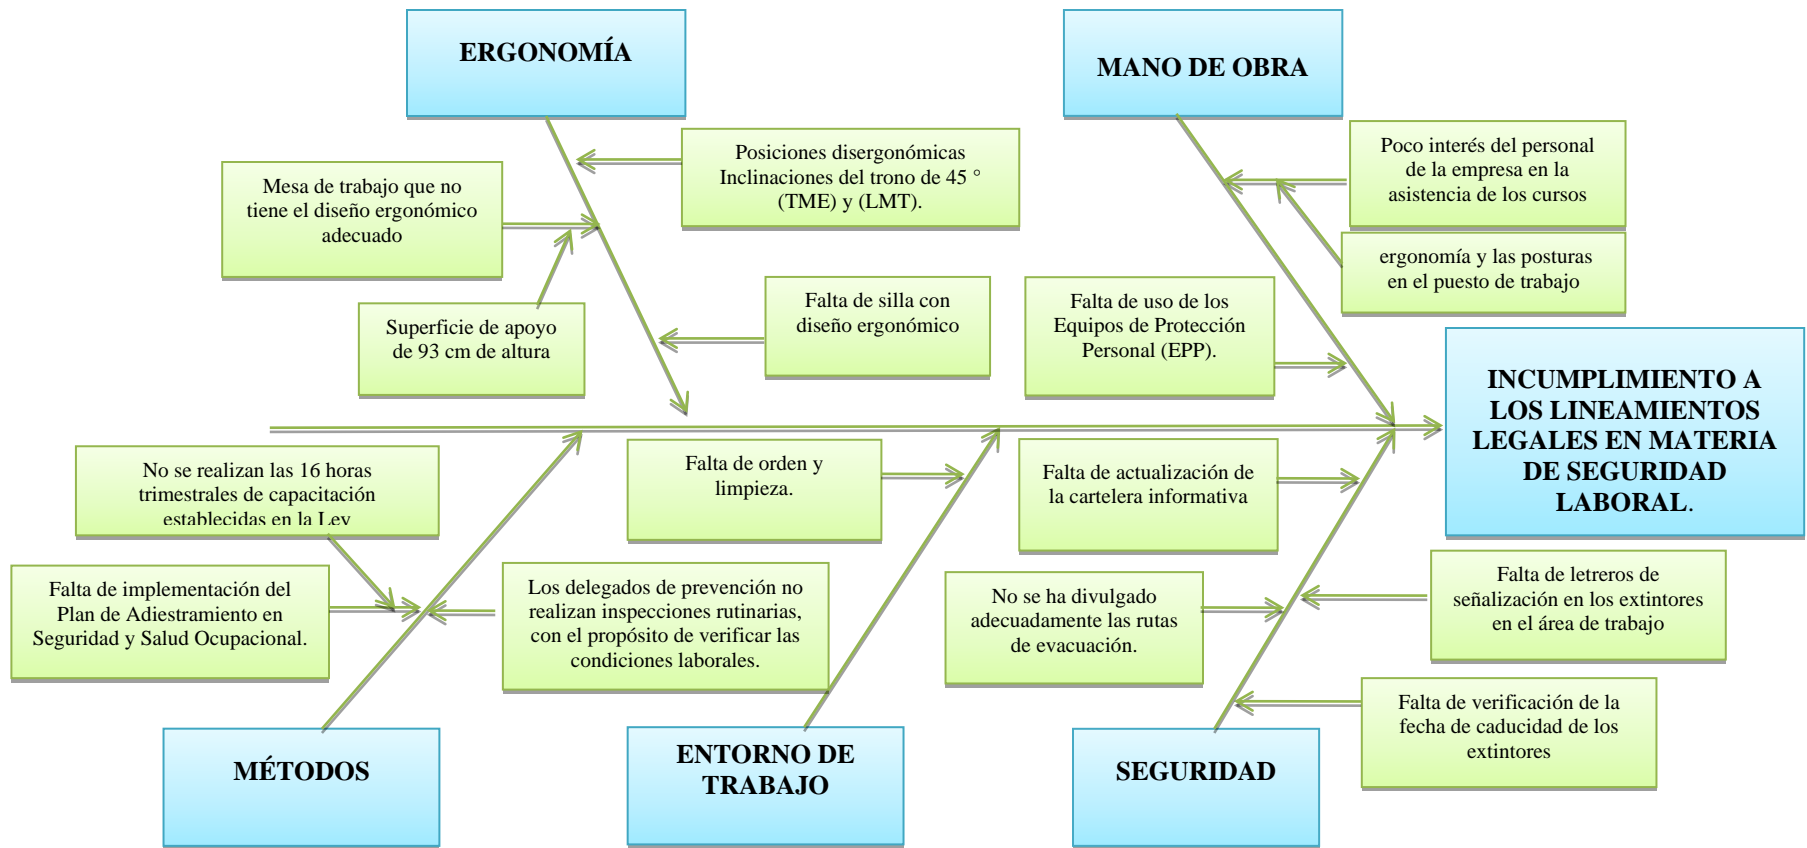 ERGONOMÍA
MANO DE OBRA
Posiciones disergonómicas
Inclinaciones del trono de 45 °
(TME) y (LMT).
Poco interés del personal
de la empresa en la
asistencia de los cursos
Mesa de trabajo que no
tiene el diseño ergonómico
adecuado
ergonomía y las posturas
en el puesto de trabajo
Superficie de apoyo
de 93 cm de altura
Falta de silla con
diseño ergonómico
Falta de uso de los
Equipos de Protección
Personal (EPP).
INCUMPLIMIENTO A
LOS LINEAMIENTOS
LEGALES EN MATERIA
DE SEGURIDAD
LABORAL.
No se realizan las 16 horas
trimestrales de capacitación
establecidas en la Ley
Falta de orden y
limpieza.
Falta de actualización de
la cartelera informativa
Falta de implementación del
Plan de Adiestramiento en
Seguridad y Salud Ocupacional.
Los delegados de prevención no
realizan inspecciones rutinarias,
con el propósito de verificar las
condiciones laborales.
No se ha divulgado
adecuadamente las rutas
de evacuación.
Falta de letreros de
señalización en los extintores
en el área de trabajo
Falta de verificación de la
fecha de caducidad de los
extintores
MÉTODOS
ENTORNO DE
TRABAJO
SEGURIDAD